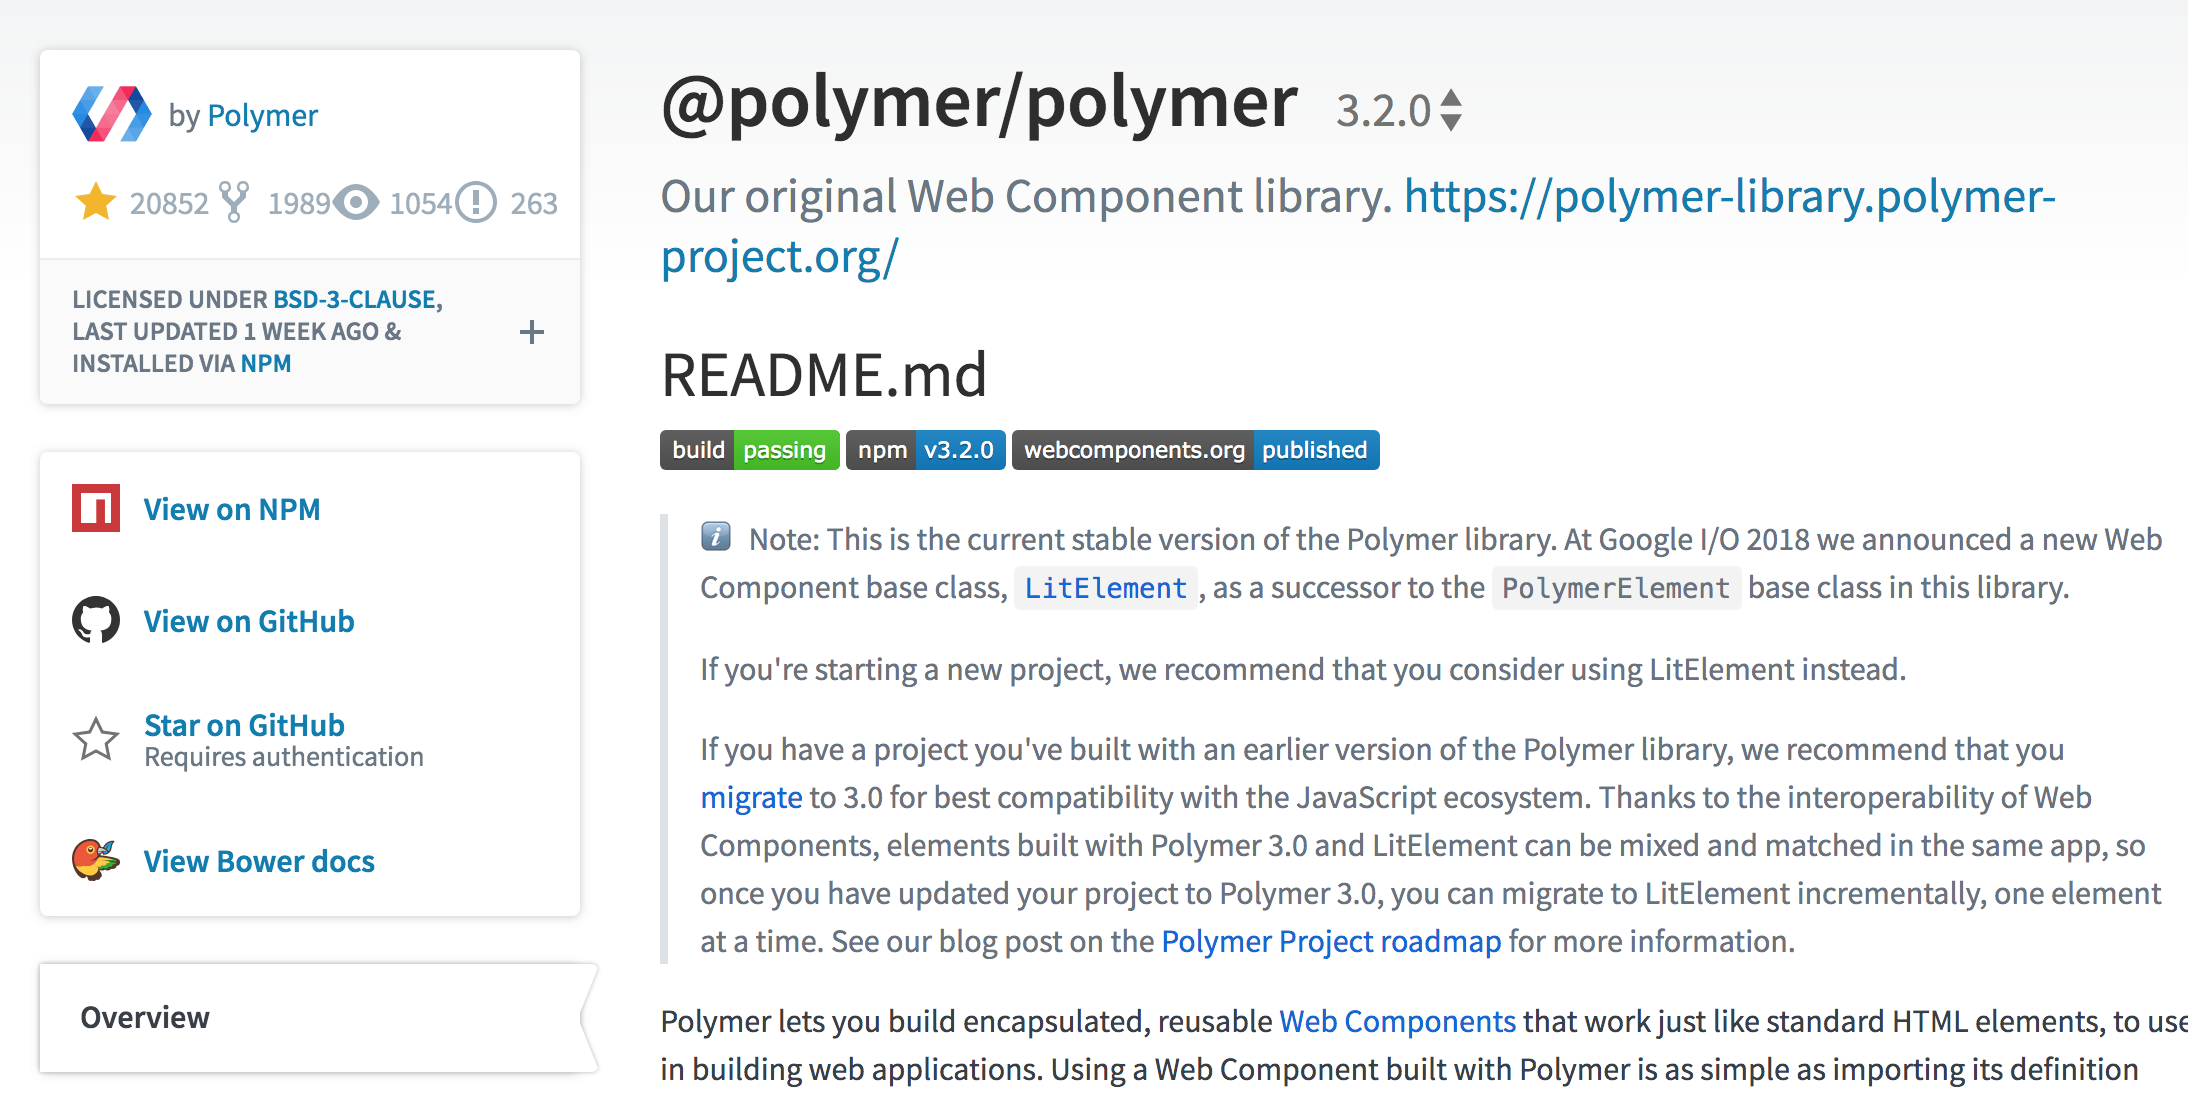 by Polymer
20852 1989 1054 263
LICENSED UNDER BSD-3-CLAUSE,
LAST UPDATED 1 WEEK AGO &
INSTALLED VIA NPM
View on NPM
View on GitHub
Star on GitHub
Requires authentication
View Bower docs
Overview
@polymer/polymer 3.2.0
Our original Web Component library. https://polymer-library.polymer-
project.org/
README.md
build passing npm v3.2.0 webcomponents.org published
Note: This is the current stable version of the Polymer library. At Google I/O 2018 we announced a new Web
Component base class, LitElement , as a successor to the PolymerElement base class in this library.
If you're starting a new project, we recommend that you consider using LitElement instead.
If you have a project you've built with an earlier version of the Polymer library, we recommend that you
migrate to 3.0 for best compatibility with the JavaScript ecosystem. Thanks to the interoperability of Web
Components, elements built with Polymer 3.0 and LitElement can be mixed and matched in the same app, so
once you have updated your project to Polymer 3.0, you can migrate to LitElement incrementally, one element
at a time. See our blog post on the Polymer Project roadmap for more information.
Polymer lets you build encapsulated, reusable Web Components that work just like standard HTML elements, to use
in building web applications. Using a Web Component built with Polymer is as simple as importing its definition